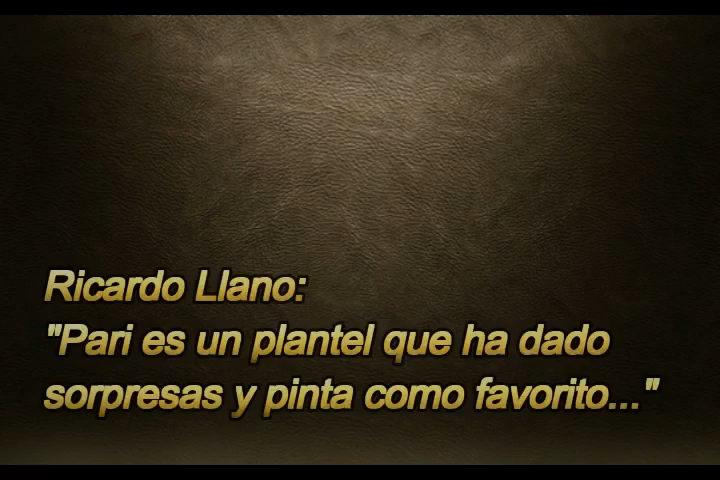 Ricardo Llano:
"Pari es un plantel que ha dado
sorpresas y pinta como favorito..."